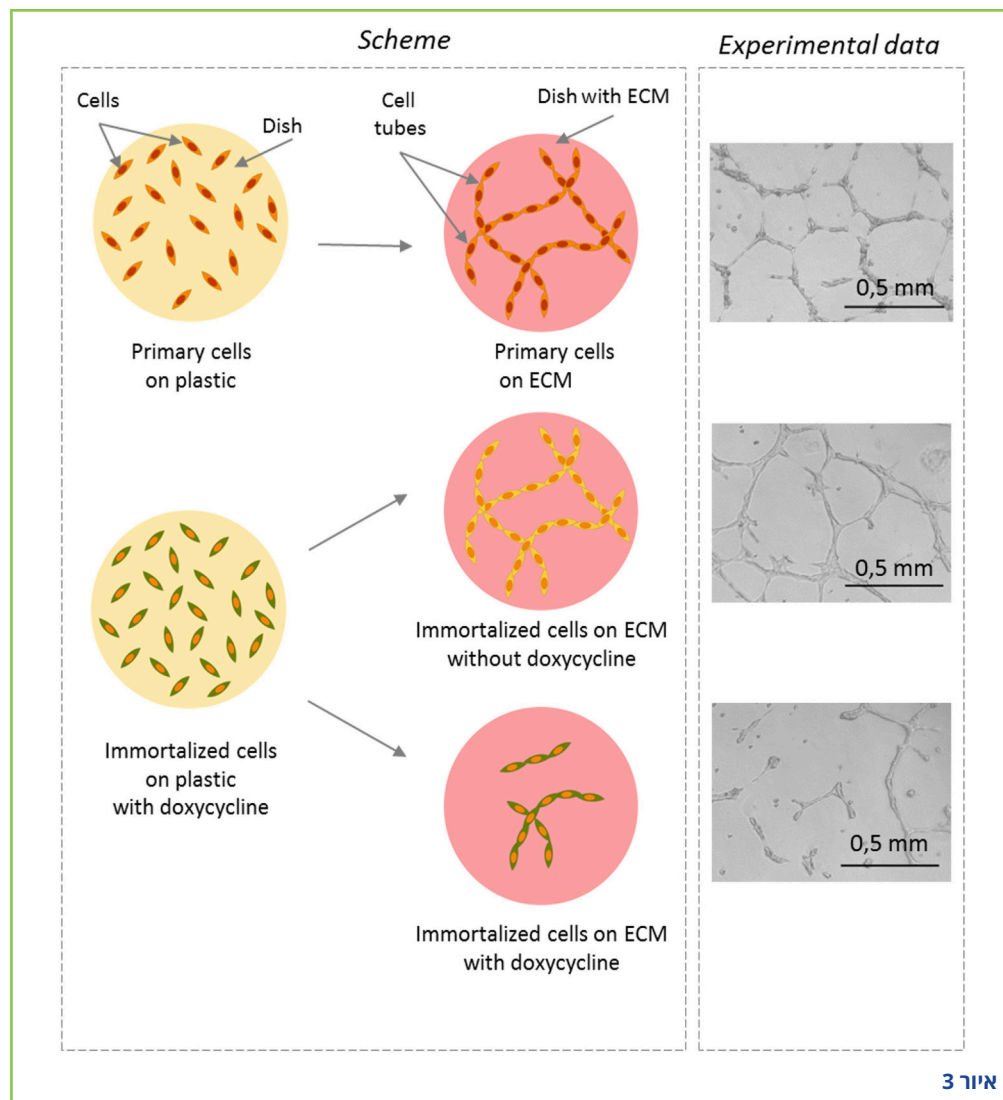 Scheme
Experimental data
Cells
Dish
Cell
tubes
Dish with ECM
Primary cells
on plastic
Primary cells
on ECM
0,5 mm
Immortalized cells
on plastic
with doxycycline
Immortalized cells on ECM
without doxycycline
0,5 mm
Immortalized cells on ECM
with doxycycline
0,5 mm
איור 3